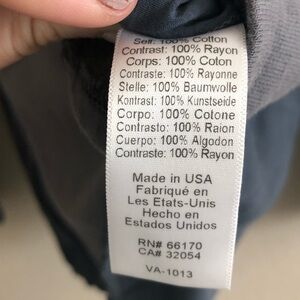 Self: 100% Cotton
Contrast: 100% Rayon
Corps: 100% Coton
Contraste: 100% Rayonne
Stelle: 100% Baumwolle
Kontrast: 100% Kunstseide
Corpo: 100% Cotone
Contrasto: 100% Raion
Cuerpo: 100% Algodon
Contraste: 100% Rayon
Made in USA
Fabriqué en
Les Etats-Unis
Hecho en
Estados Unidos
RN# 66170
CA# 32054
VA-1013